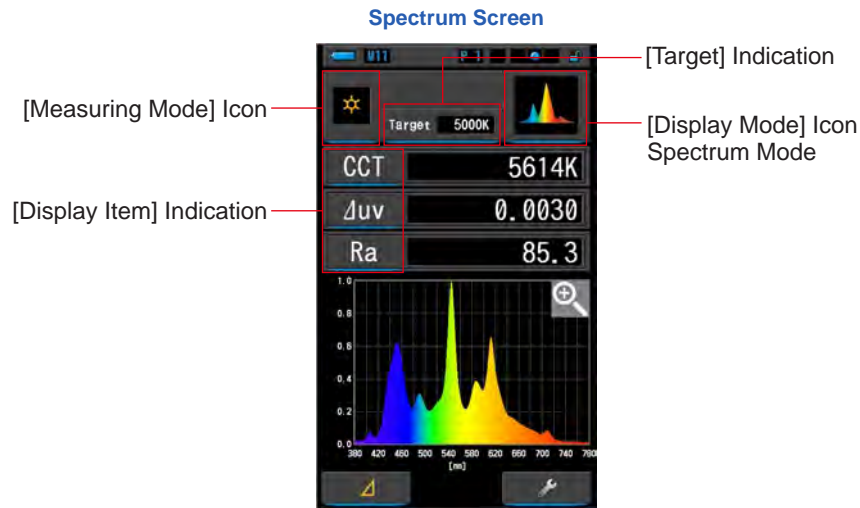 Spectrum Screen
M11 P 1
[Target] Indication
[Measuring Mode] Icon
Target 5000K
[Display Mode] Icon
Spectrum Mode
CCT 5614K
[Display Item] Indication
⊿uv 0.0030
Ra 85.3
1.0
0.8
0.6
0.4
0.2
0.0
380 420 460 500 540 580 620 660 700 740 780
[nm]
⊿